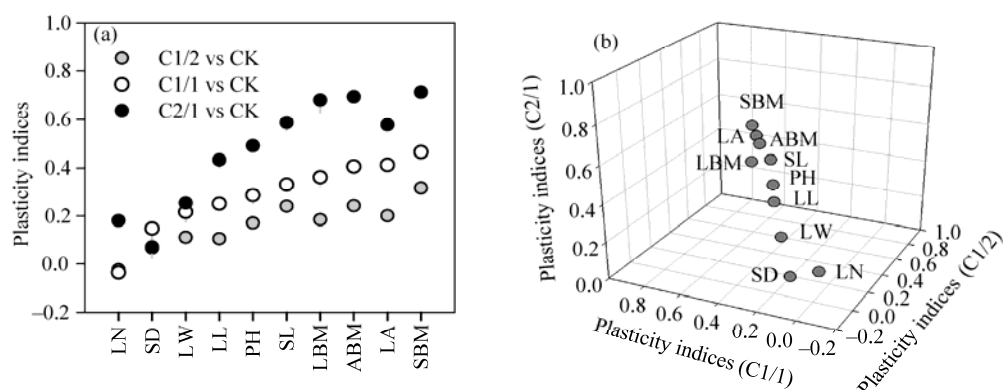 (a)
C1/2 vs CK
C1/1 vs CK
C2/1 vs CK
Plasticity indices
1.0
0.8
0.6
0.4
0.2
0.0
–0.2
LN
SD
LW
LL
PH
SL
LBM
ABM
LA
SBM
(b)
Plasticity indices (C2/1)
1.0
0.8
0.6
0.4
0.2
0.0
SBM
LA
ABM
LBM
SL
PH
LL
LW
SD
LN
0.8
0.6
0.4
0.2
0.0
–0.2
Plasticity indices (C1/1)
1.0
0.8
0.6
0.4
0.2
0.0
–0.2
Plasticity indices (C1/2)